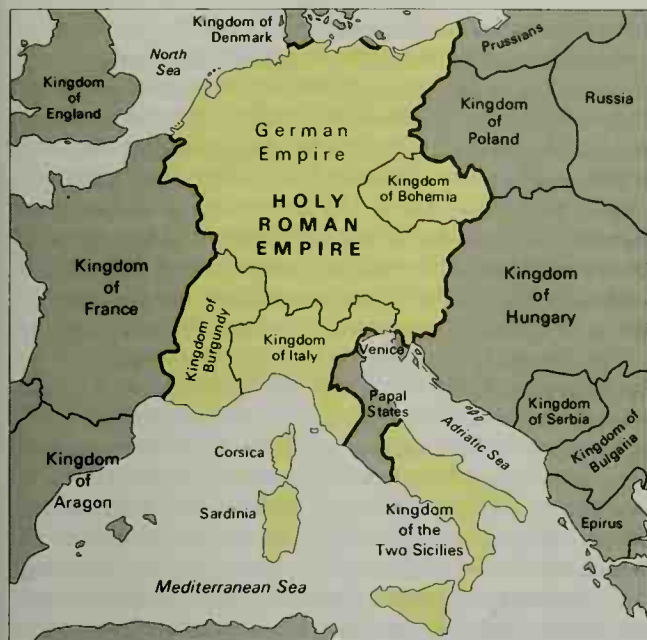 Kingdom of
Denmark
North
Sea
Prussians
Kingdom
of
England
Kingdom
of
Poland
Russia
German
Empire
Kingdom
of Bohemia
HOLY
ROMAN
EMPIRE
Kingdom
of
France
Kingdom of
Burgundy
Kingdom
of Italy
Venice
Kingdom
of
Hungary
Papal
States
Adriatic Sea
Kingdom
of Serbia
Kingdom of
Bulgaria
Corsica
Kingdom
of
Aragon
Sardinia
Kingdom
of the
Two Sicilies
Epirus
Mediterranean Sea